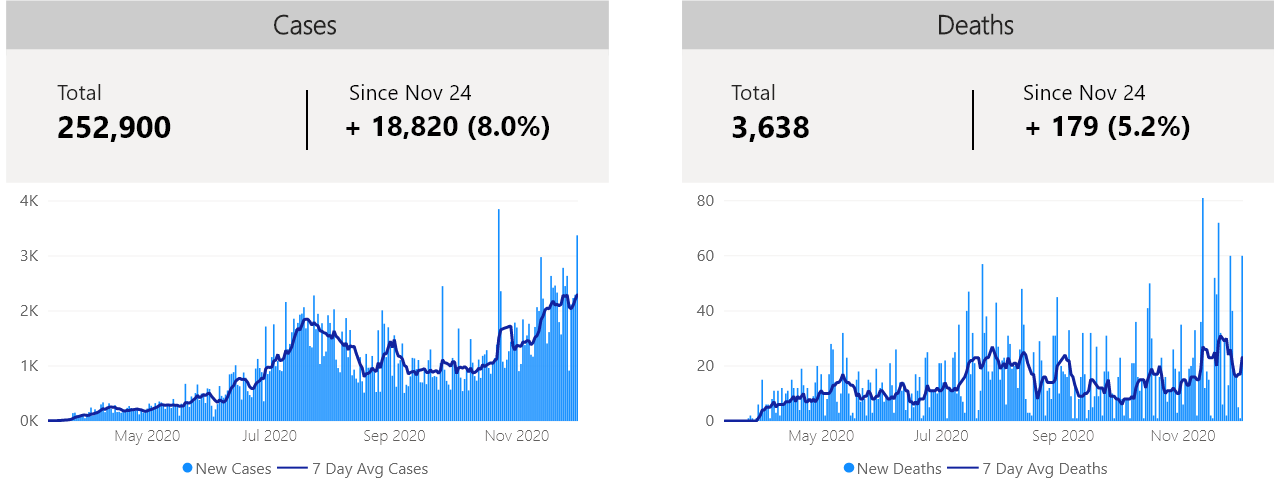 Cases
Total
252,900
Since Nov 24
+ 18,820 (8.0%)
4K
3K
2K
1K
0K
May 2020
Jul 2020
Sep 2020
Nov 2020
New Cases
7 Day Avg Cases
Deaths
Total
3,638
Since Nov 24
+ 179 (5.2%)
80
60
40
20
0
May 2020
Jul 2020
Sep 2020
Nov 2020
New Deaths
7 Day Avg Deaths